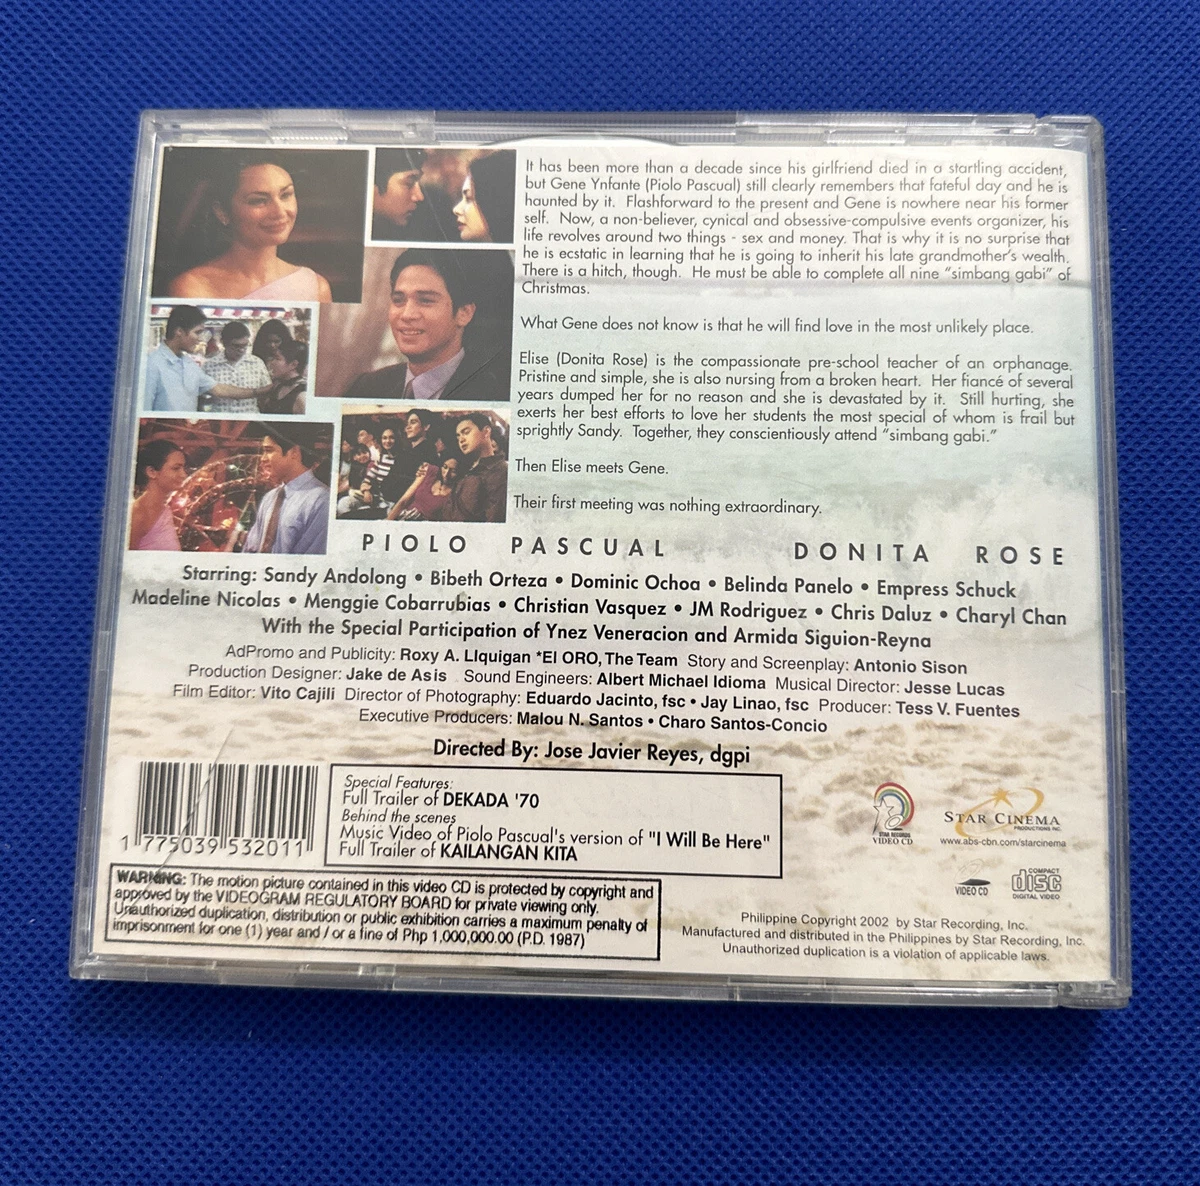 It has been more than a decade since his girlfriend died in a startling accident,
but Gene Ynfante (Piolo Pascual) still clearly remembers that fateful day and he is
haunted by it. Flashforward to the present and Gene is nowhere near his former
self. Now, a non-believer, cynical and obsessive-compulsive events organizer, his
life revolves around two things - sex and money. That is why it is no surprise that
he is ecstatic in learning that he is going to inherit his late grandmother's wealth.
There is a hitch, though. He must be able to complete all nine "simbang gabi" of
Christmas.
What Gene does not know is that he will find love in the most unlikely place.
Elise (Donita Rose) is the compassionate pre-school teacher of an orphanage.
Pristine and simple, she is also nursing from a broken heart. Her fiancé of several
years dumped her for no reason and she is devastated by it. Still hurting, she
exerts her best efforts to love her students the most special of whom is frail but
sprightly Sandy. Together, they conscientiously attend "simbang gabi."
Then Elise meets Gene.
Their first meeting was nothing extraordinary.
PIOLO PASCUAL DONITA ROSE
Starring: Sandy Andolong • Bibeth Orteza • Dominic Ochoa • Belinda Panelo • Empress Schuck
Madeline Nicolas • Menggie Cobarrubias • Christian Vasquez • JM Rodriguez • Chris Daluz • Charyl Chan
With the Special Participation of Ynez Veneracion and Armida Siguion-Reyna
AdPromo and Publicity: Roxy A. LIquigan *El ORO, The Team Story and Screenplay: Antonio Sison
Production Designer: Jake de Asis Sound Engineers: Albert Michael Idioma Musical Director: Jesse Lucas
Film Editor: Vito Cajili Director of Photography: Eduardo Jacinto, fsc • Jay Linao, fsc Producer: Tess V. Fuentes
Executive Producers: Malou N. Santos • Charo Santos-Concio
Directed By: Jose Javier Reyes, dgpi
1 775039 532011
Special Features:
Full Trailer of DEKADA '70
Behind the scenes
Music Video of Piolo Pascual's version of "I Will Be Here"
Full Trailer of KAILANGAN KITA
STAR RECORDS
VIDEO CD
STAR CINEMA
PRODUCTIONS INC.
www.abs-cbn.com/starcinema
VIDEO CD
COMPACT
disc
DIGITAL VIDEO
WARNING: The motion picture contained in this video CD is protected by copyright and
approved by the VIDEOGRAM REGULATORY BOARD for private viewing only.
Unauthorized duplication, distribution or public exhibition carries a maximum penalty of
imprisonment for one (1) year and / or a fine of Php 1,000,000.00 (P.D. 1987)
Philippine Copyright 2002 by Star Recording, Inc.
Manufactured and distributed in the Philippines by Star Recording, Inc.
Unauthorized duplication is a violation of applicable laws.